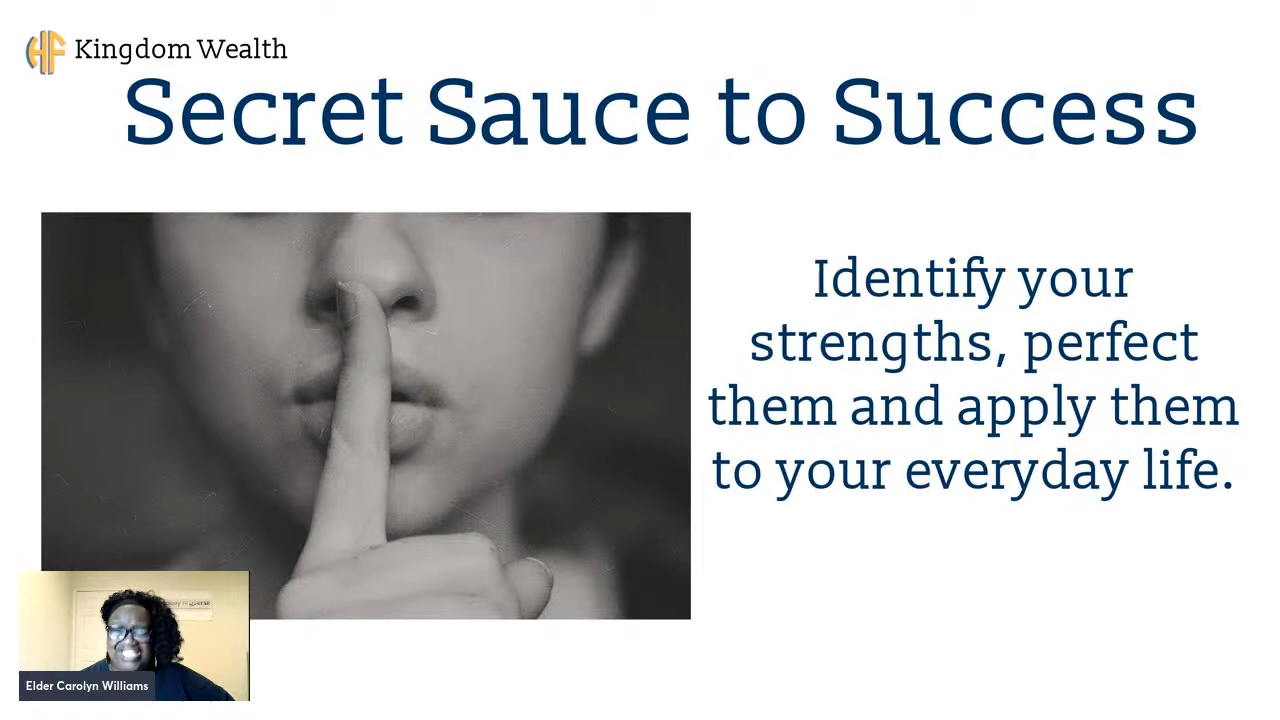 HF Kingdom Wealth
Secret Sauce to Success
Identify your
strengths, perfect
them and apply them
to your everyday life.
Elder Carolyn Williams